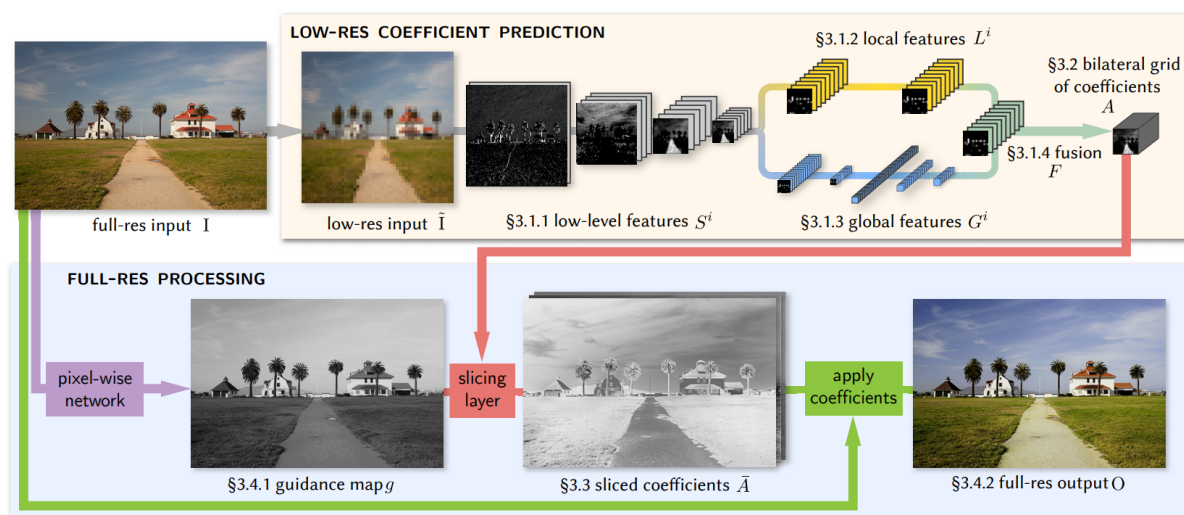 LOW-RES COEFFICIENT PREDICTION
§3.1.2 local features Lⁱ
§3.2 bilateral grid
of coefficients
A
§3.1.4 fusion
F
full-res input I
low-res input Ĩ
§3.1.1 low-level features Sⁱ
§3.1.3 global features Gⁱ
FULL-RES PROCESSING
pixel-wise
network
slicing
layer
apply
coefficients
§3.4.1 guidance map g
§3.3 sliced coefficients Ā
§3.4.2 full-res output O